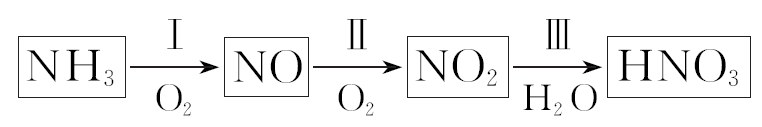 I II III
NH₃ NO NO₂ HNO₃
O₂ O₂ H₂O